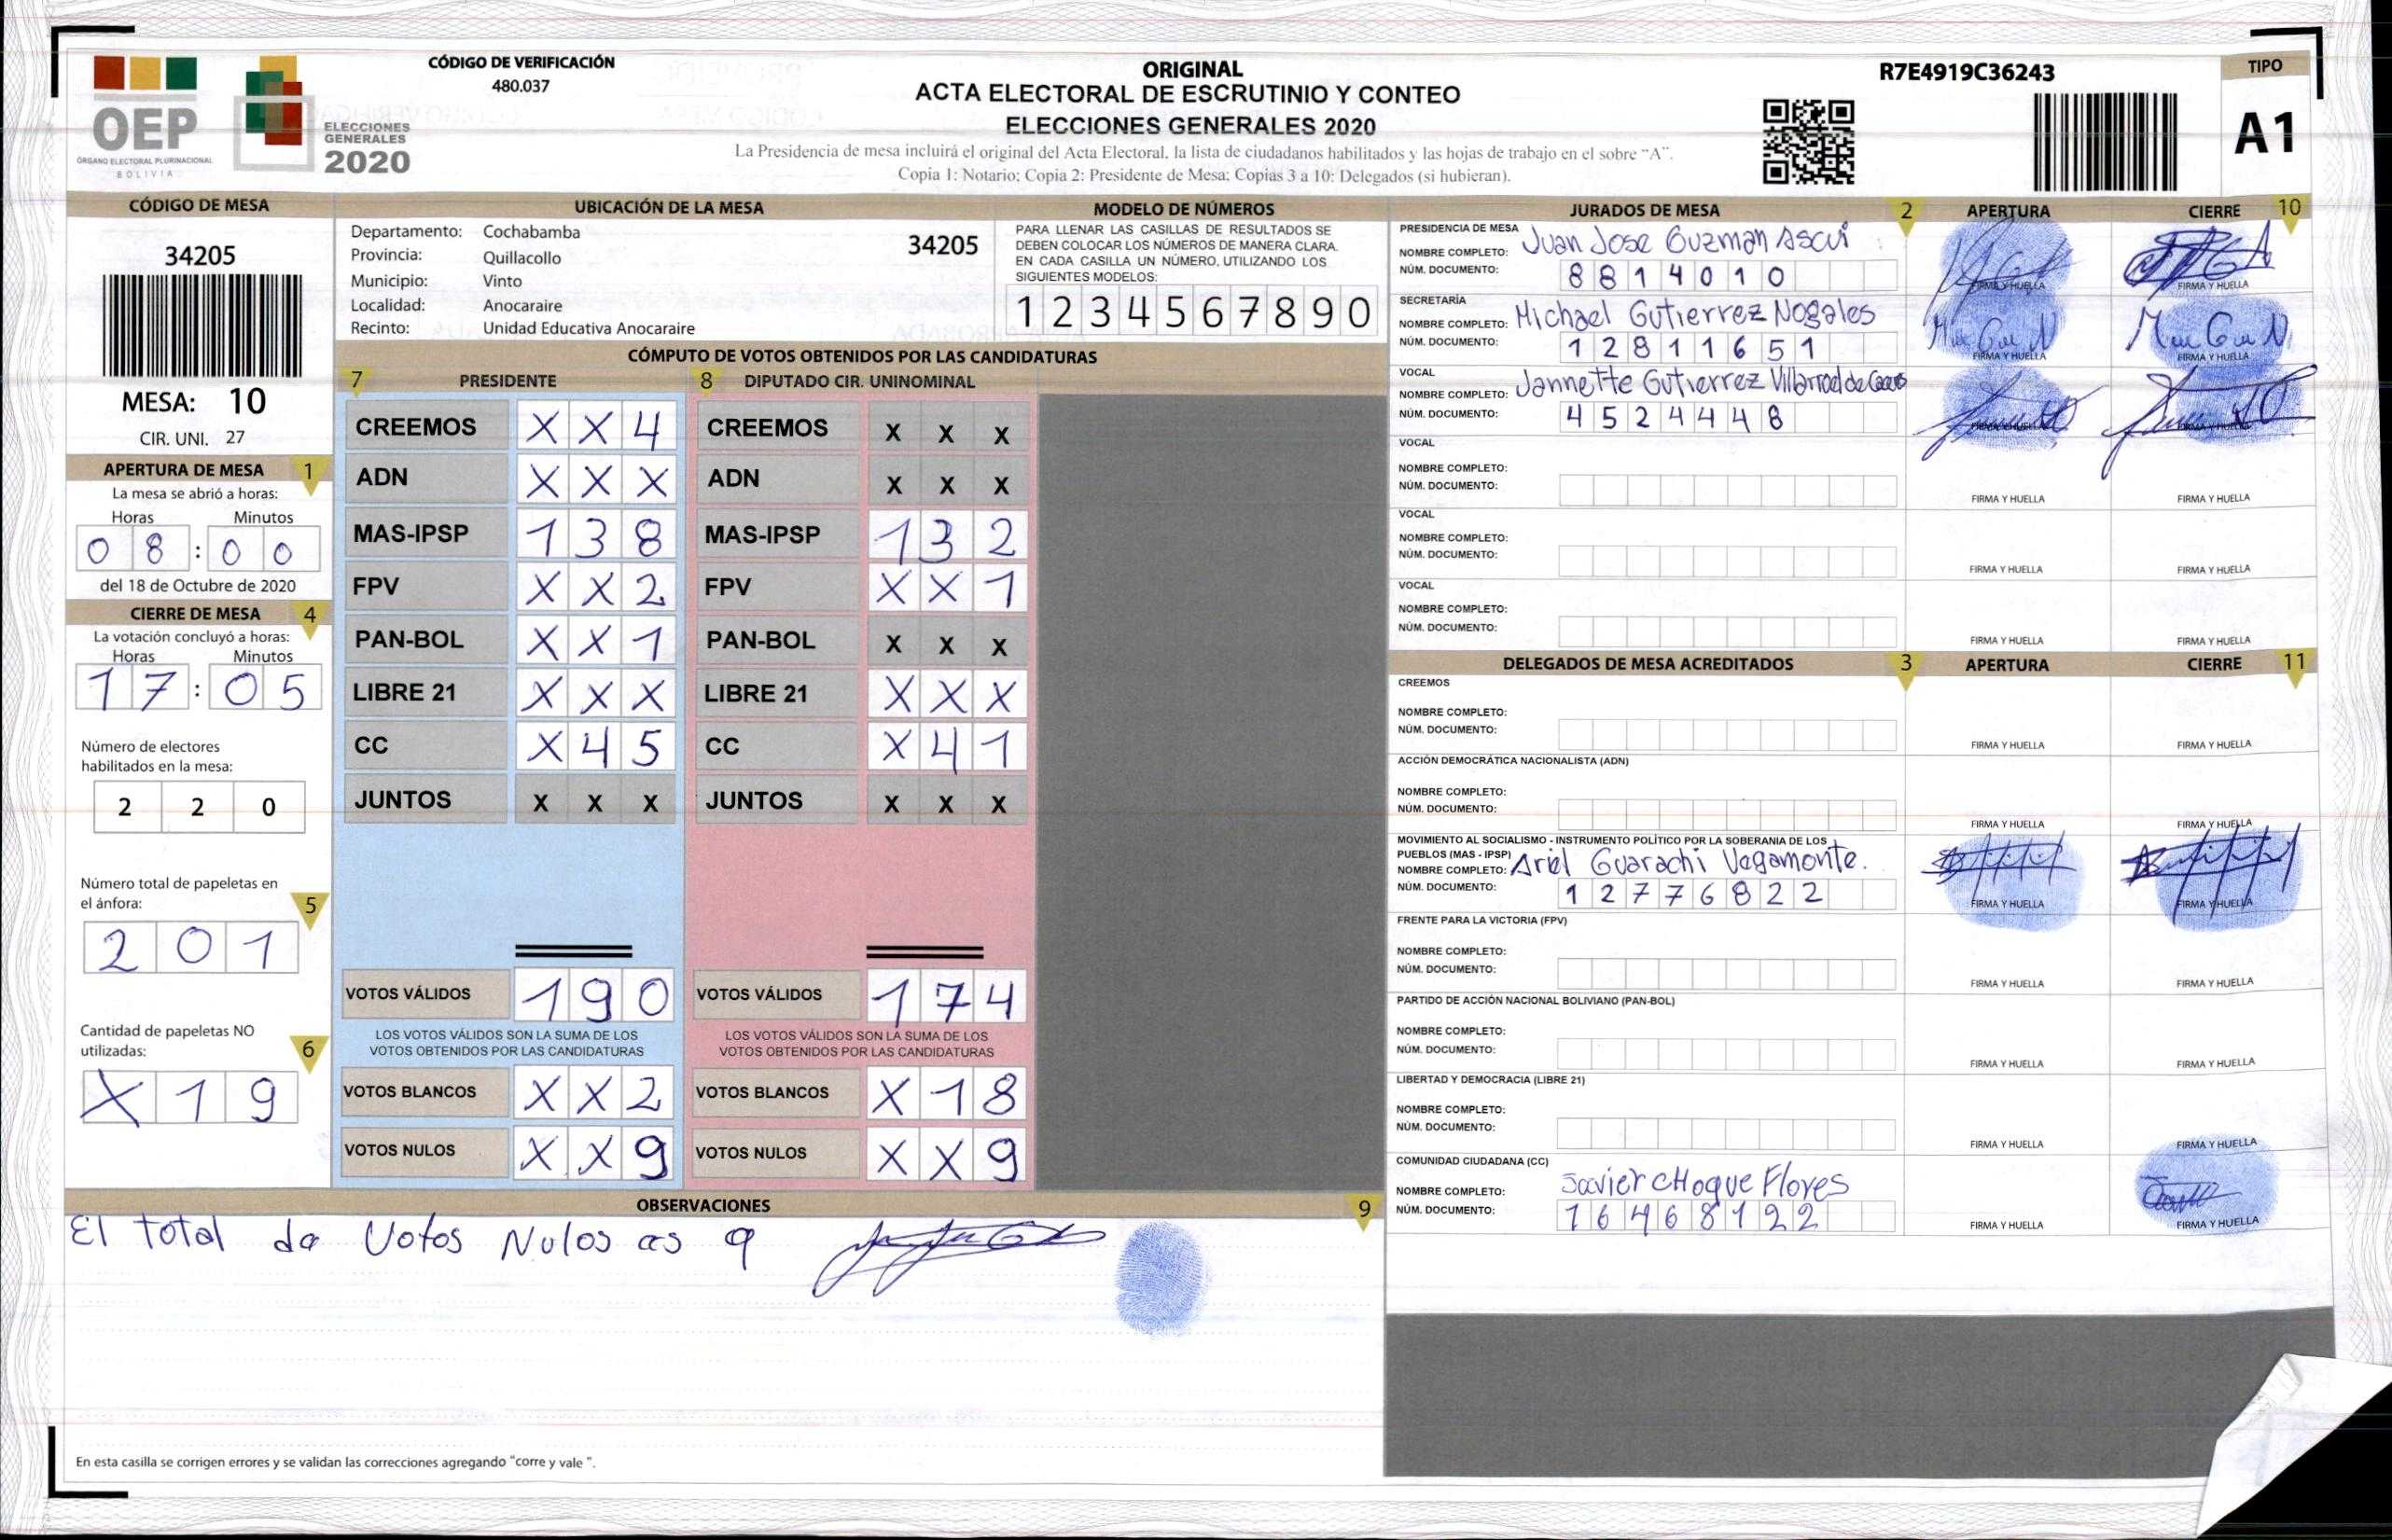 OEP
ÓRGANO ELECTORAL PLURINACIONAL
BOLIVIA
ELECCIONES
GENERALES
2020
CÓDIGO DE VERIFICACIÓN
480.037
ORIGINAL
ACTA ELECTORAL DE ESCRUTINIO Y CONTEO
ELECCIONES GENERALES 2020
La Presidencia de mesa incluirá el original del Acta Electoral, la lista de ciudadanos habilitados y las hojas de trabajo en el sobre "A".
Copia 1: Notario; Copia 2: Presidente de Mesa; Copias 3 a 10: Delegados (si hubieran).
R7E4919C36243
TIPO
A1
CÓDIGO DE MESA
34205
MESA: 10
CIR. UNI. 27
APERTURA DE MESA 1
La mesa se abrió a horas:
Horas Minutos
0 8 : 0 0
del 18 de Octubre de 2020
CIERRE DE MESA 4
La votación concluyó a horas:
Horas Minutos
1 7 : 0 5
Número de electores
habilitados en la mesa:
2 2 0
Número total de papeletas en
el ánfora: 5
2 0 1
Cantidad de papeletas NO
utilizadas: 6
X 1 9
UBICACIÓN DE LA MESA
Departamento: Cochabamba 34205
Provincia: Quillacollo
Municipio: Vinto
Localidad: Anocaraire
Recinto: Unidad Educativa Anocaraire
MODELO DE NÚMEROS
PARA LLENAR LAS CASILLAS DE RESULTADOS SE
DEBEN COLOCAR LOS NÚMEROS DE MANERA CLARA.
EN CADA CASILLA UN NÚMERO, UTILIZANDO LOS
SIGUIENTES MODELOS:
1 2 3 4 5 6 7 8 9 0
CÓMPUTO DE VOTOS OBTENIDOS POR LAS CANDIDATURAS
7 PRESIDENTE
CREEMOS X X 4
ADN X X X
MAS-IPSP 1 3 8
FPV X X 2
PAN-BOL X X 1
LIBRE 21 X X X
CC X 4 5
JUNTOS X X X
VOTOS VÁLIDOS 1 9 0
LOS VOTOS VÁLIDOS SON LA SUMA DE LOS
VOTOS OBTENIDOS POR LAS CANDIDATURAS
VOTOS BLANCOS X X 2
VOTOS NULOS X X 9
8 DIPUTADO CIR. UNINOMINAL
CREEMOS X X X
ADN X X X
MAS-IPSP 1 3 2
FPV X X 1
PAN-BOL X X X
LIBRE 21 X X X
CC X 4 1
JUNTOS X X X
VOTOS VÁLIDOS 1 7 4
LOS VOTOS VÁLIDOS SON LA SUMA DE LOS
VOTOS OBTENIDOS POR LAS CANDIDATURAS
VOTOS BLANCOS X 1 8
VOTOS NULOS X X 9
OBSERVACIONES 9
El total da Votos Nulos as 9
En esta casilla se corrigen errores y se validan las correcciones agregando "corre y vale ".
JURADOS DE MESA 2 APERTURA CIERRE 10
PRESIDENCIA DE MESA
NOMBRE COMPLETO: Juan Jose Guzman Ascui
NÚM. DOCUMENTO: 8 8 1 4 0 1 0
FIRMA Y HUELLA FIRMA Y HUELLA
SECRETARÍA
NOMBRE COMPLETO: Michael Gutierrez Nogales
NÚM. DOCUMENTO: 1 2 8 1 1 6 5 1
FIRMA Y HUELLA FIRMA Y HUELLA
VOCAL
NOMBRE COMPLETO: Jannette Gutierrez Villarroel de
NÚM. DOCUMENTO: 4 5 2 4 4 4 8
FIRMA Y HUELLA FIRMA Y HUELLA
VOCAL
NOMBRE COMPLETO:
NÚM. DOCUMENTO:
FIRMA Y HUELLA FIRMA Y HUELLA
VOCAL
NOMBRE COMPLETO:
NÚM. DOCUMENTO:
FIRMA Y HUELLA FIRMA Y HUELLA
VOCAL
NOMBRE COMPLETO:
NÚM. DOCUMENTO:
FIRMA Y HUELLA FIRMA Y HUELLA
DELEGADOS DE MESA ACREDITADOS 3 APERTURA CIERRE 11
CREEMOS
NOMBRE COMPLETO:
NÚM. DOCUMENTO:
FIRMA Y HUELLA FIRMA Y HUELLA
ACCIÓN DEMOCRÁTICA NACIONALISTA (ADN)
NOMBRE COMPLETO:
NÚM. DOCUMENTO:
FIRMA Y HUELLA FIRMA Y HUELLA
MOVIMIENTO AL SOCIALISMO - INSTRUMENTO POLÍTICO POR LA SOBERANIA DE LOS
PUEBLOS (MAS - IPSP)
NOMBRE COMPLETO: Ariel Guarachi Vegamonte.
NÚM. DOCUMENTO: 1 2 7 7 6 8 2 2
FIRMA Y HUELLA FIRMA Y HUELLA
FRENTE PARA LA VICTORIA (FPV)
NOMBRE COMPLETO:
NÚM. DOCUMENTO:
FIRMA Y HUELLA FIRMA Y HUELLA
PARTIDO DE ACCIÓN NACIONAL BOLIVIANO (PAN-BOL)
NOMBRE COMPLETO:
NÚM. DOCUMENTO:
FIRMA Y HUELLA FIRMA Y HUELLA
LIBERTAD Y DEMOCRACIA (LIBRE 21)
NOMBRE COMPLETO:
NÚM. DOCUMENTO:
FIRMA Y HUELLA FIRMA Y HUELLA
COMUNIDAD CIUDADANA (CC)
NOMBRE COMPLETO: Javier cHoque Flores
NÚM. DOCUMENTO: 1 6 4 6 8 1 2 2
FIRMA Y HUELLA FIRMA Y HUELLA